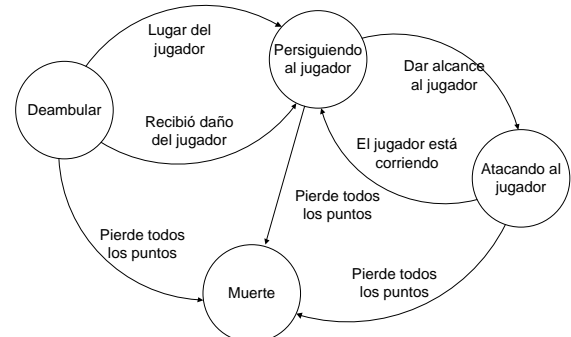 Lugar del
jugador
Persiguiendo
al jugador
Dar alcance
al jugador
Deambular
Recibió daño
del jugador
El jugador está
corriendo
Atacando al
jugador
Pierde todos
los puntos
Pierde todos
los puntos
Pierde todos
los puntos
Muerte